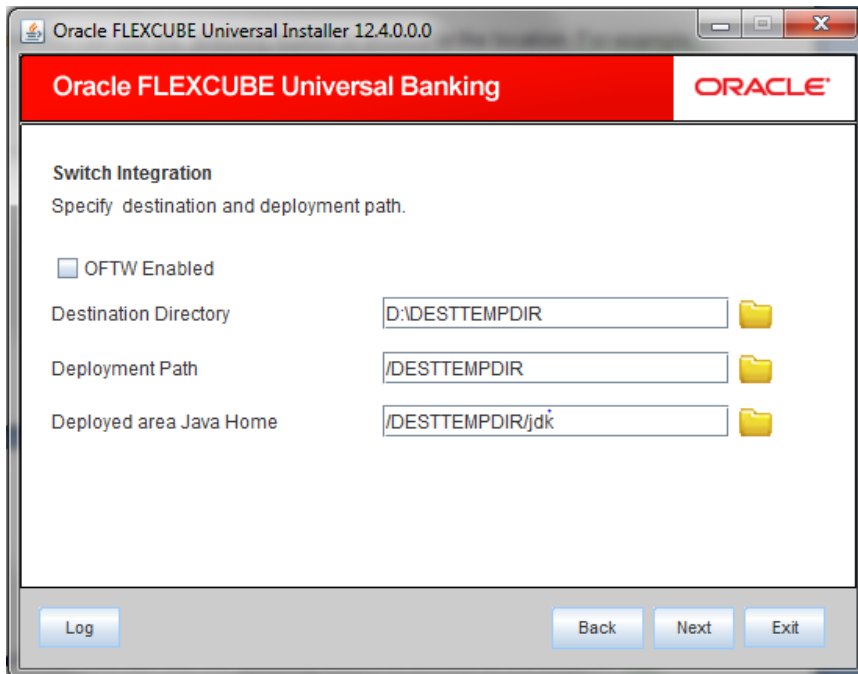 Oracle FLEXCUBE Universal Installer 12.4.0.0.0
Oracle FLEXCUBE Universal Banking
ORACLE
Switch Integration
Specify destination and deployment path.
OFTW Enabled
Destination Directory D:\DESTTEMPDIR
Deployment Path /DESTTEMPDIR
Deployed area Java Home /DESTTEMPDIR/jdk
Log Back Next Exit